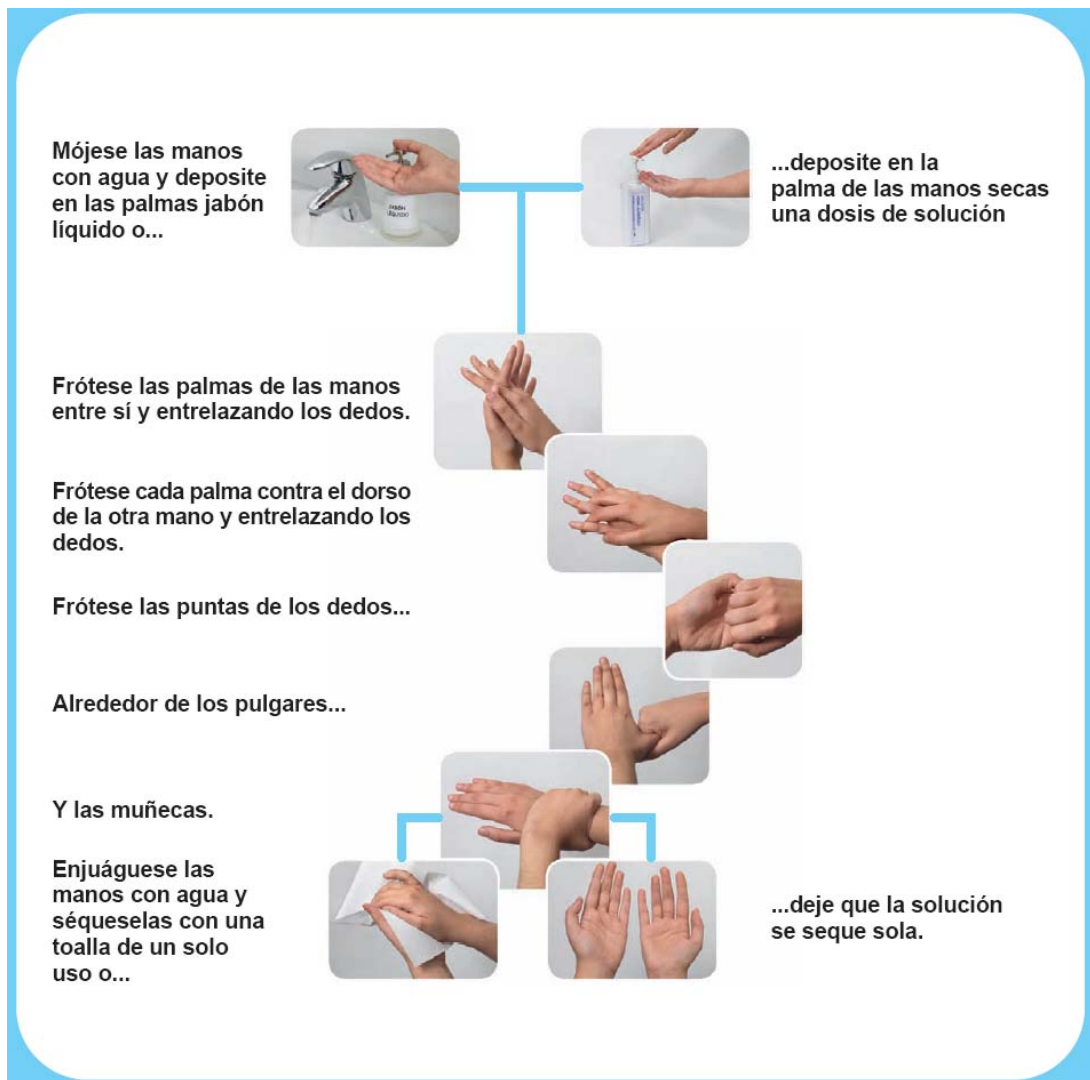 Mójese las manos
con agua y deposite
en las palmas jabón
líquido o...
...deposite en la
palma de las manos secas
una dosis de solución
Frótese las palmas de las manos
entre sí y entrelazando los dedos.
Frótese cada palma contra el dorso
de la otra mano y entrelazando los
dedos.
Frótese las puntas de los dedos...
Alrededor de los pulgares...
Y las muñecas.
Enjuáguese las
manos con agua y
séqueselas con una
toalla de un solo
uso o...
...deje que la solución
se seque sola.